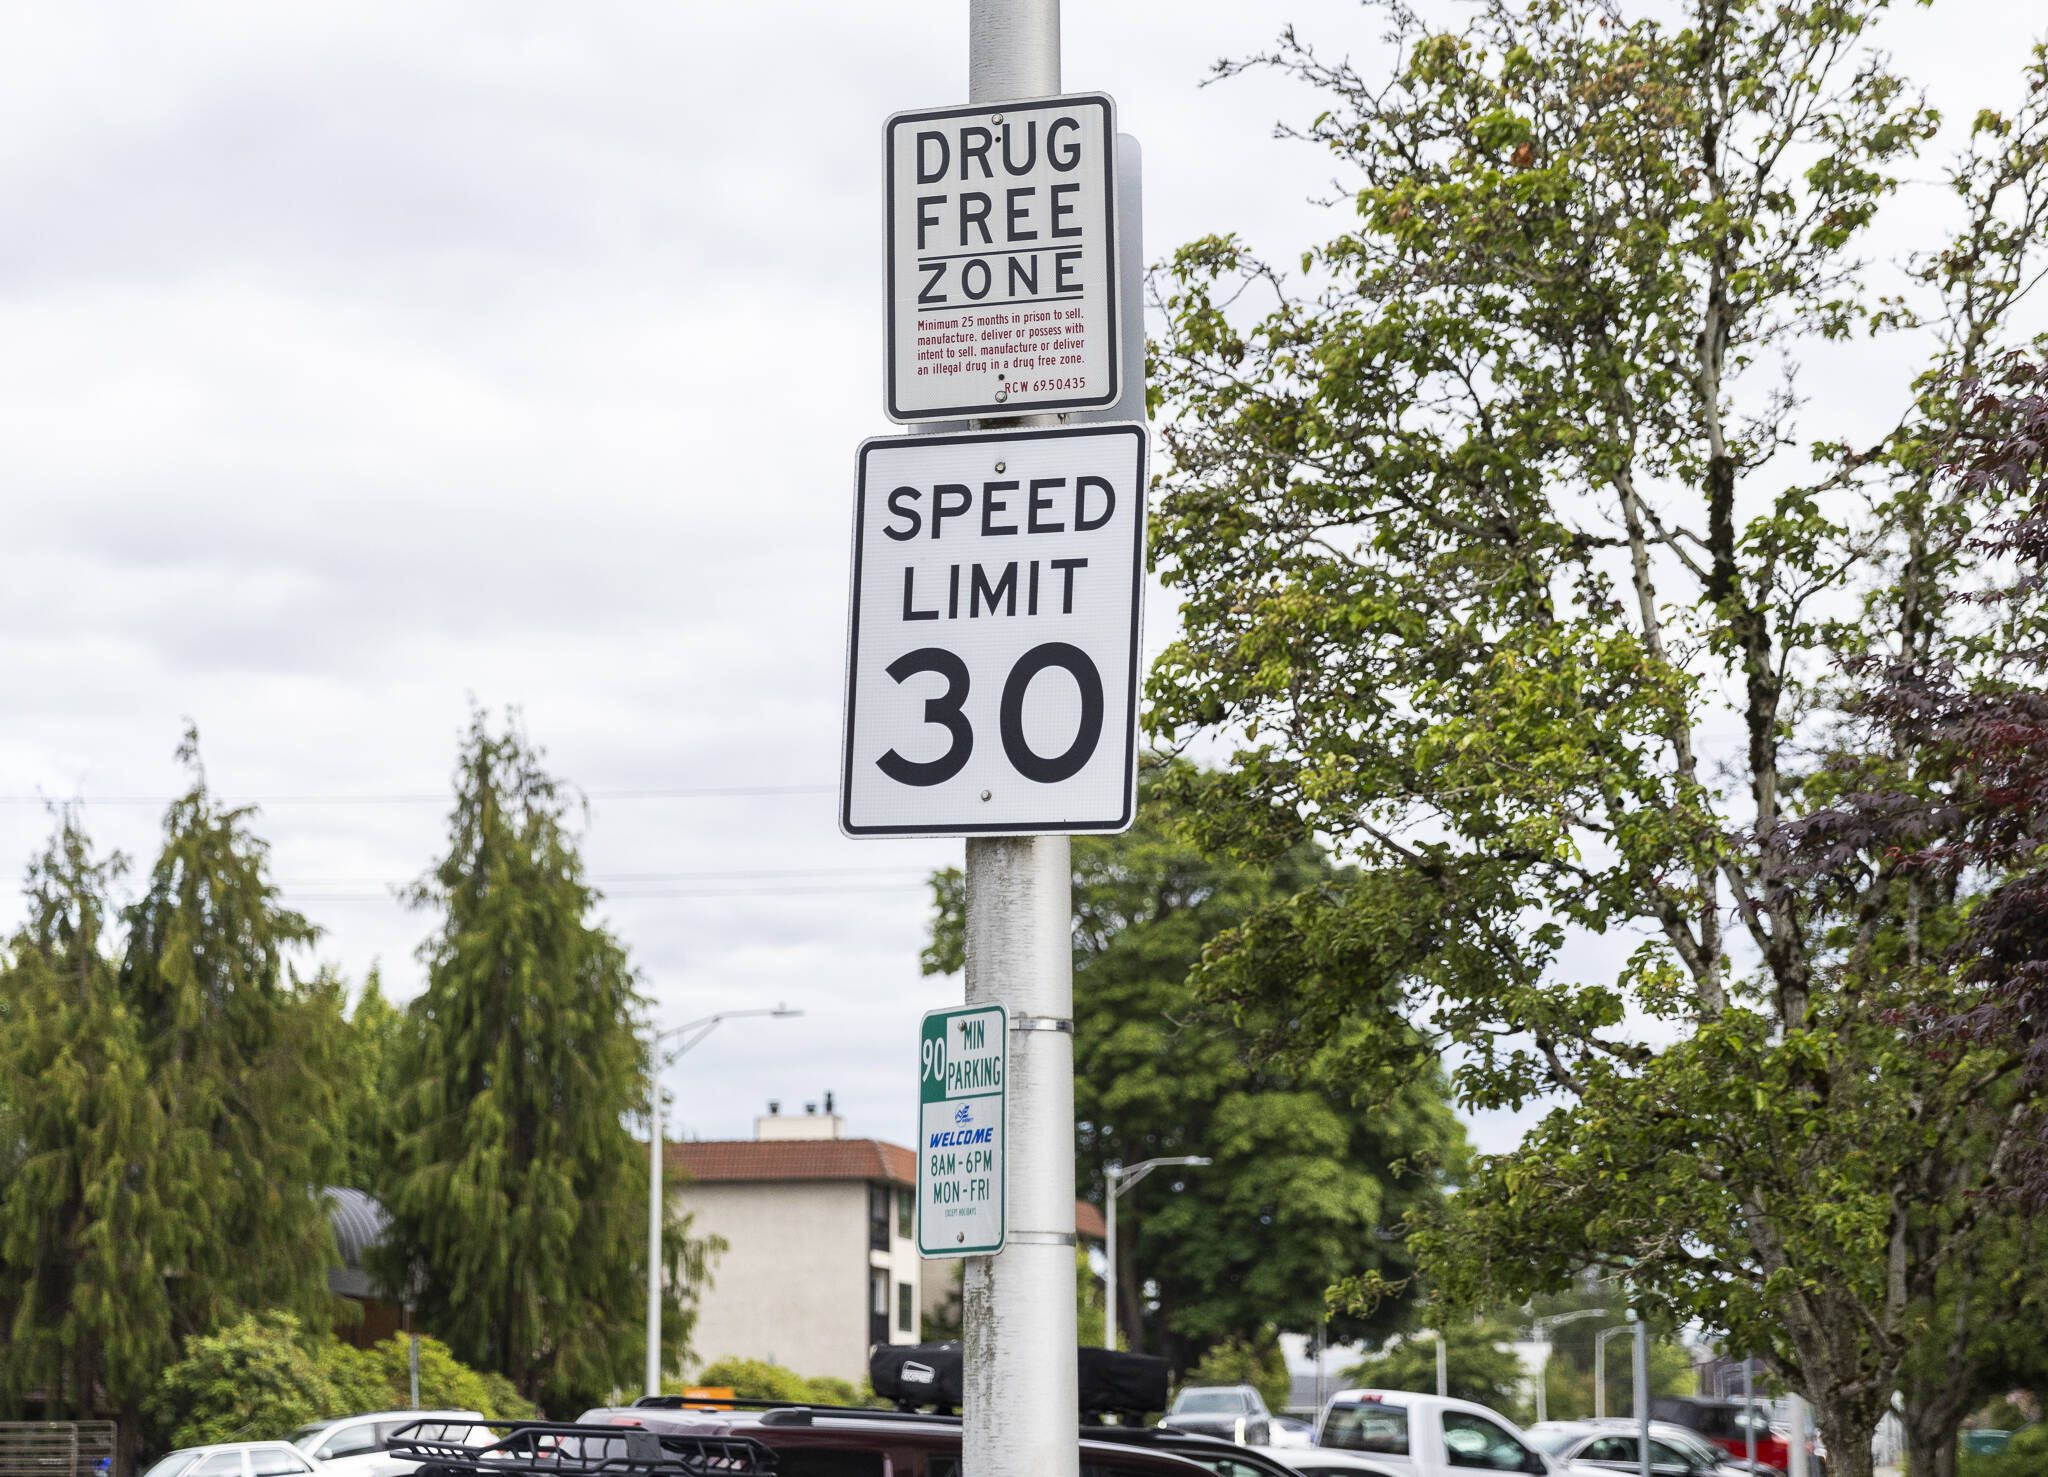 DRUG
FREE
ZONE
Minimum 25 months in prison to sell,
manufacture, deliver or possess with
intent to sell, manufacture or deliver
an illegal drug in a drug free zone.
RCW 69.50.435
SPEED
LIMIT
30
90 MIN
PARKING
WELCOME
8AM-6PM
MON-FRI
EXCEPT HOLIDAYS